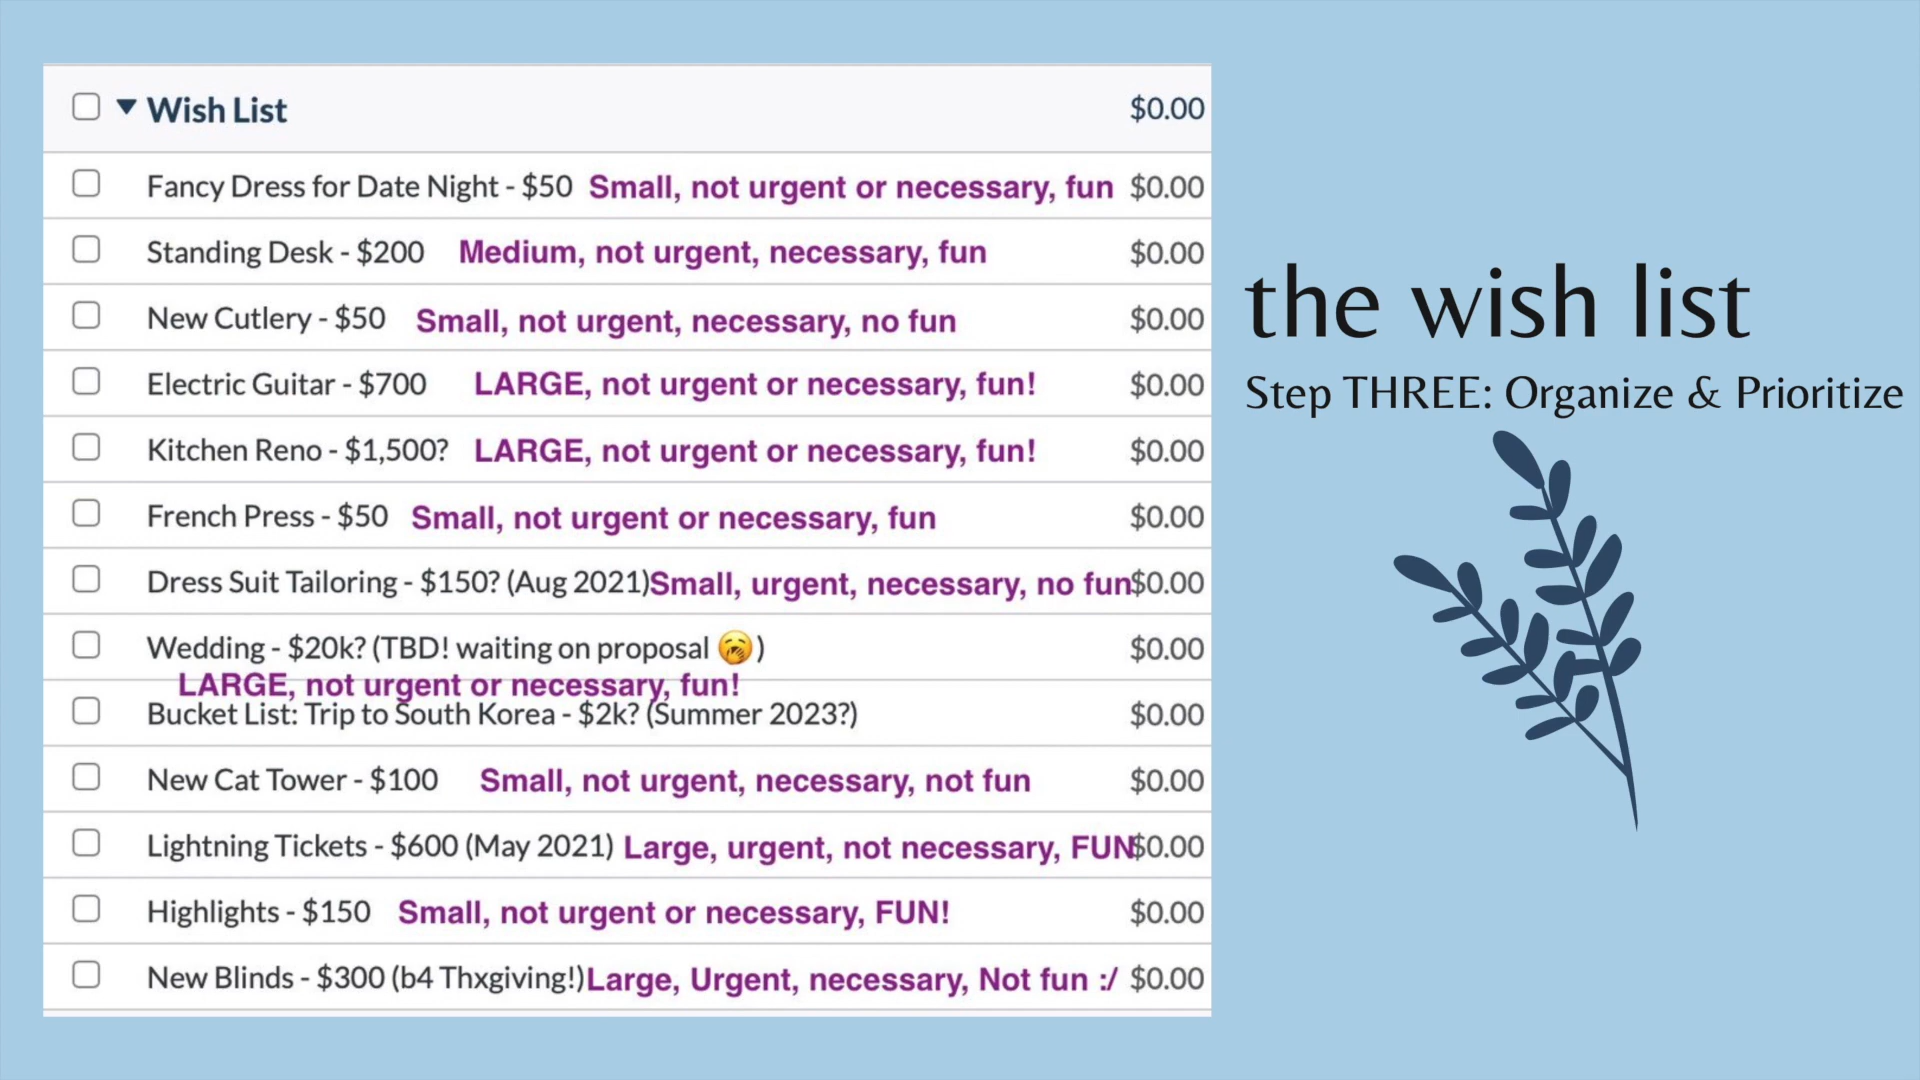 Wish List $0.00
Fancy Dress for Date Night - $50 Small, not urgent or necessary, fun $0.00
Standing Desk - $200 Medium, not urgent, necessary, fun $0.00
New Cutlery - $50 Small, not urgent, necessary, no fun $0.00
Electric Guitar - $700 LARGE, not urgent or necessary, fun! $0.00
Kitchen Reno - $1,500? LARGE, not urgent or necessary, fun! $0.00
French Press - $50 Small, not urgent or necessary, fun $0.00
Dress Suit Tailoring - $150? (Aug 2021)Small, urgent, necessary, no fun $0.00
Wedding - $20k? (TBD! waiting on proposal 🥱) $0.00
LARGE, not urgent or necessary, fun!
Bucket List: Trip to South Korea - $2k? (Summer 2023?) $0.00
New Cat Tower - $100 Small, not urgent, necessary, not fun $0.00
Lightning Tickets - $600 (May 2021) Large, urgent, not necessary, FUN $0.00
Highlights - $150 Small, not urgent or necessary, FUN! $0.00
New Blinds - $300 (b4 Thxgiving!)Large, Urgent, necessary, Not fun :/ $0.00
the wish list
Step THREE: Organize & Prioritize